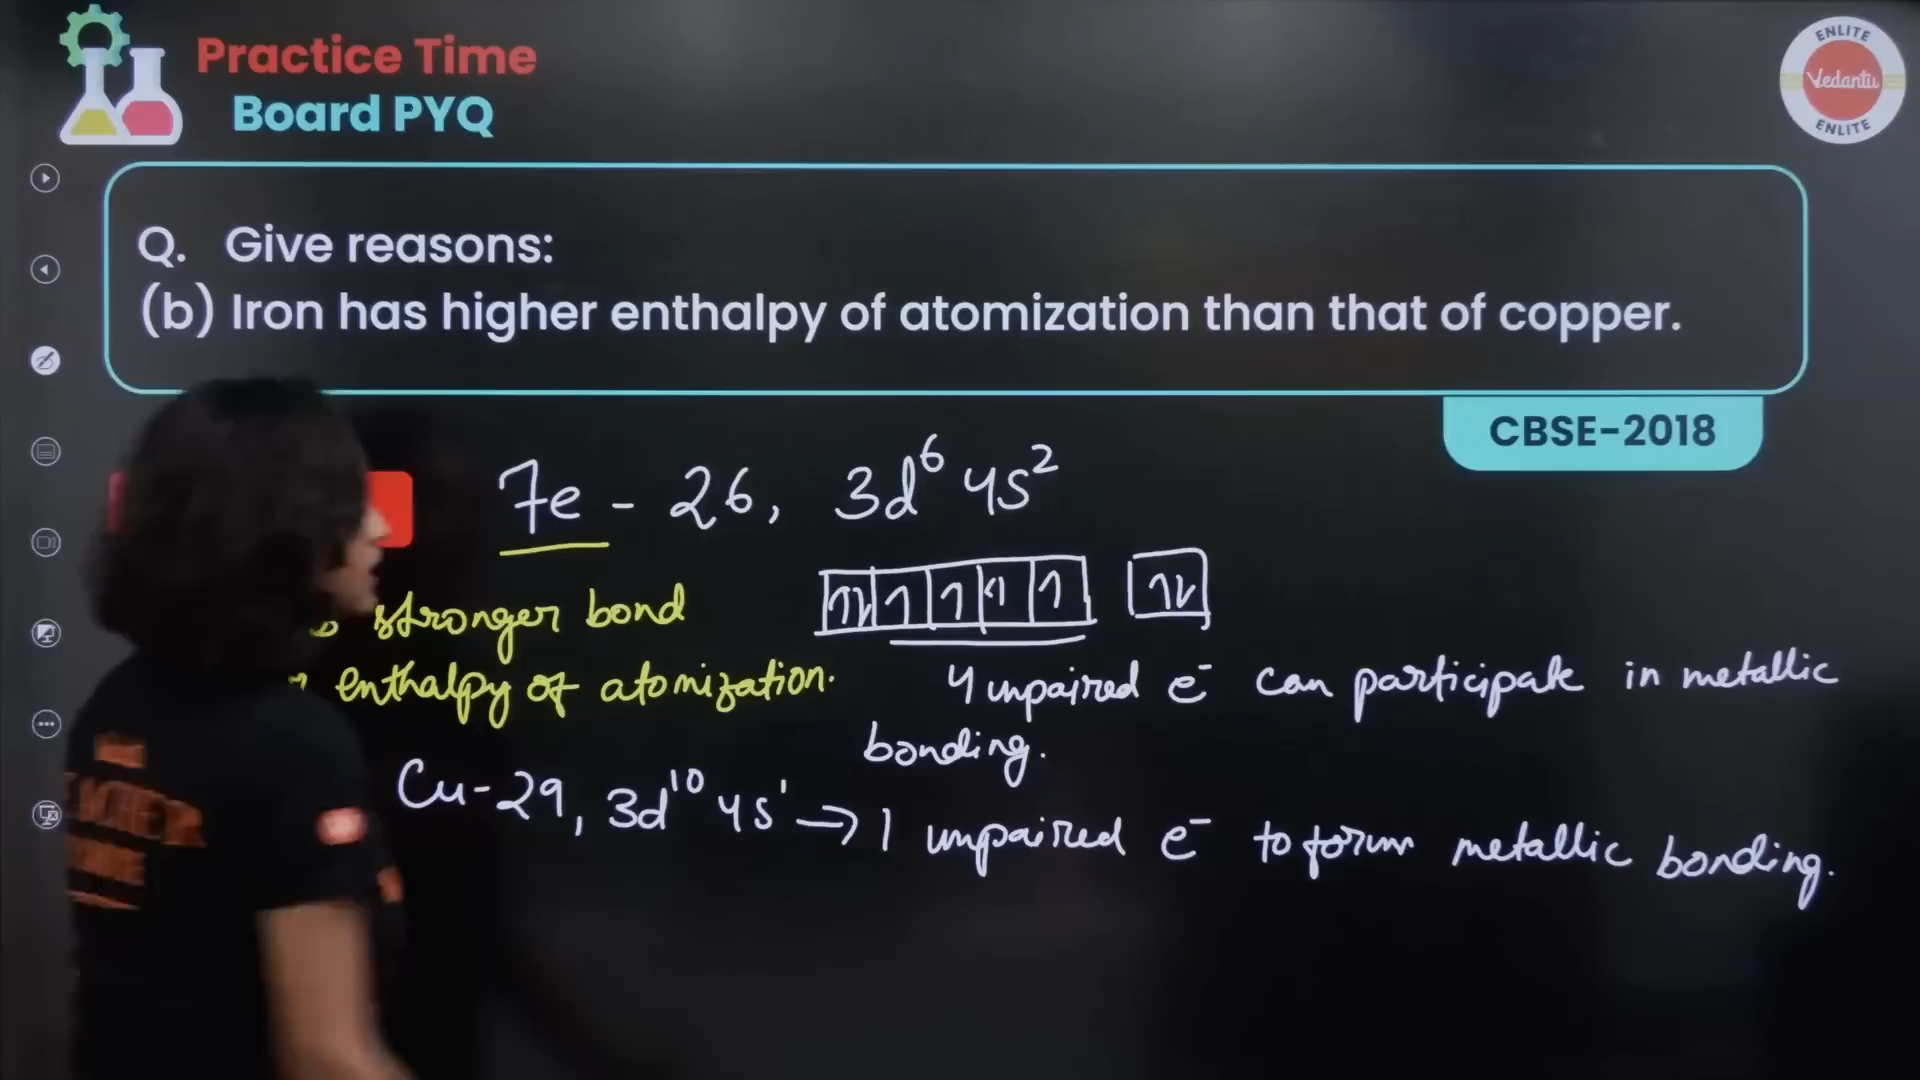 Practice Time
Board PYQ
ENLITE
Vedantu
ENLITE
Q. Give reasons:
(b) Iron has higher enthalpy of atomization than that of copper.
CBSE-2018
Fe - 26, 3d⁶ 4s²
stronger bond
enthalpy of atomization.
4 unpaired e⁻ can participate in metallic
bonding.
Cu-29, 3d¹⁰ 4s¹ → 1 unpaired e⁻ to form metallic bonding.